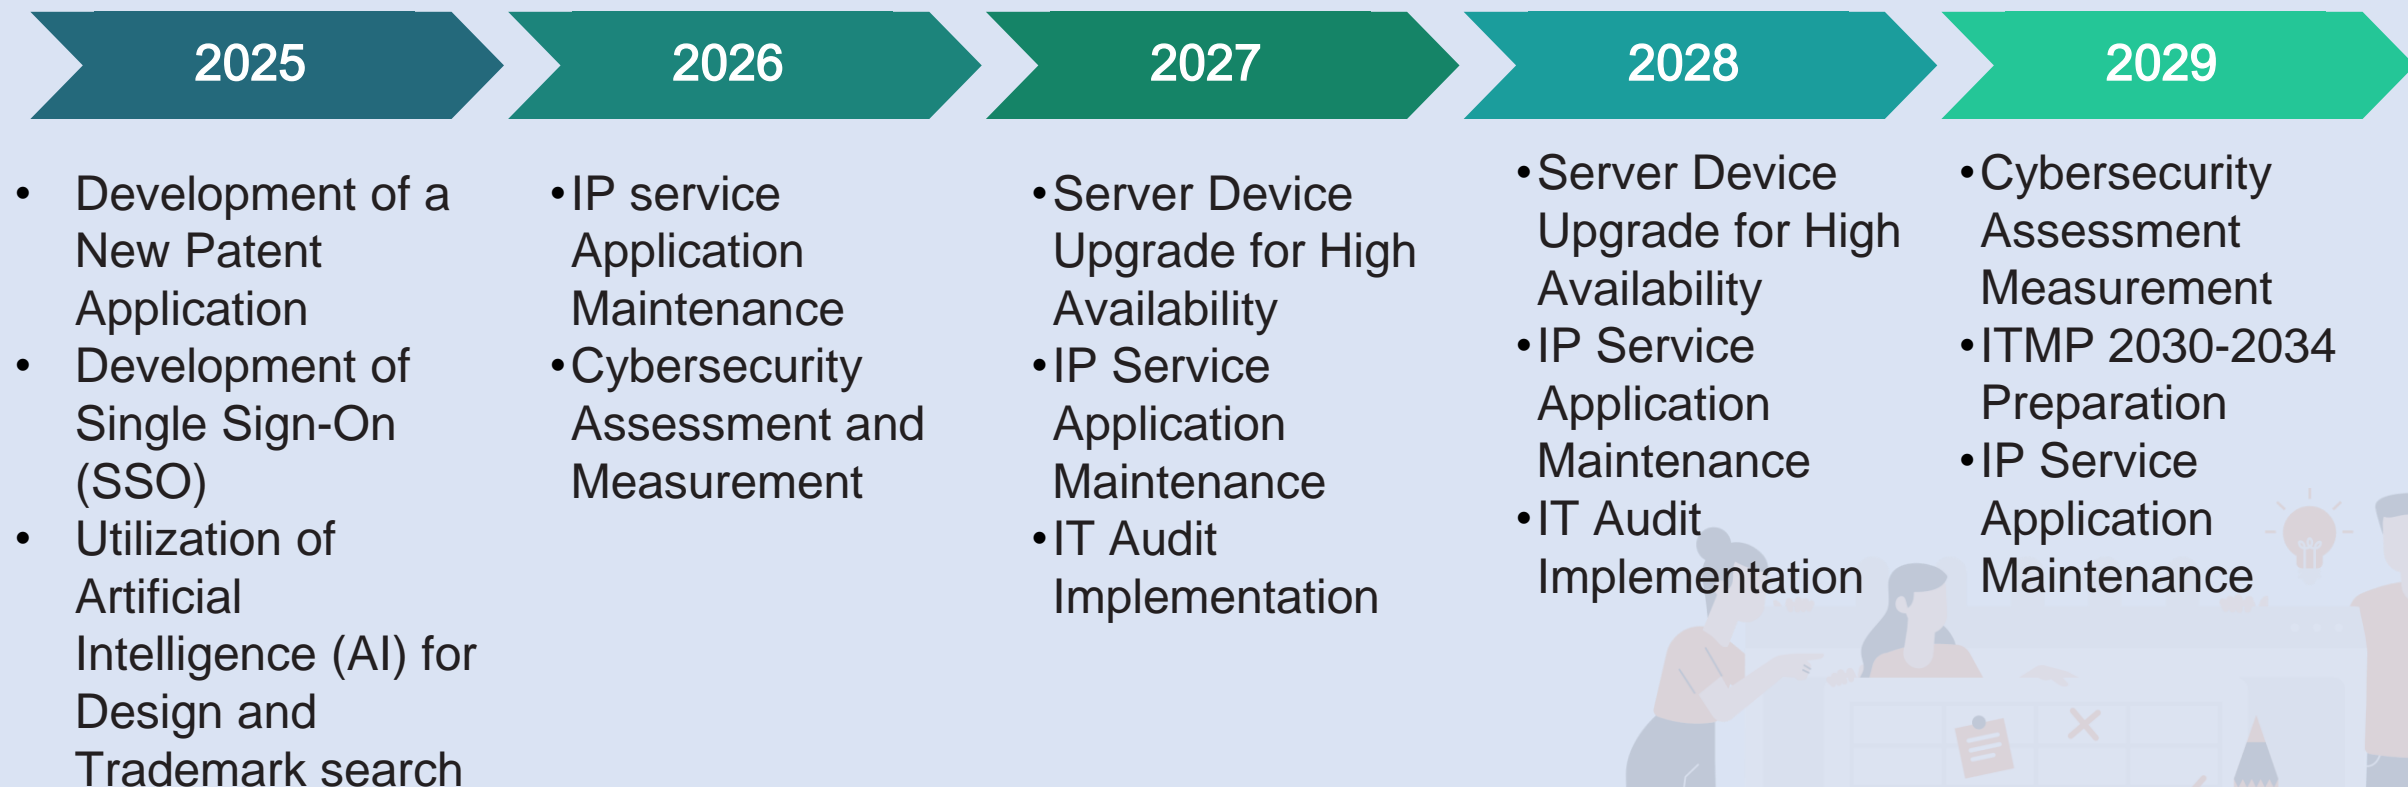 2025
• Development of a
New Patent
Application
• Development of
Single Sign-On
(SSO)
• Utilization of
Artificial
Intelligence (AI) for
Design and
Trademark search
2026
•IP service
Application
Maintenance
•Cybersecurity
Assessment and
Measurement
2027
•Server Device
Upgrade for High
Availability
•IP Service
Application
Maintenance
•IT Audit
Implementation
2028
•Server Device
Upgrade for High
Availability
•IP Service
Application
Maintenance
•IT Audit
Implementation
2029
•Cybersecurity
Assessment
Measurement
•ITMP 2030-2034
Preparation
•IP Service
Application
Maintenance